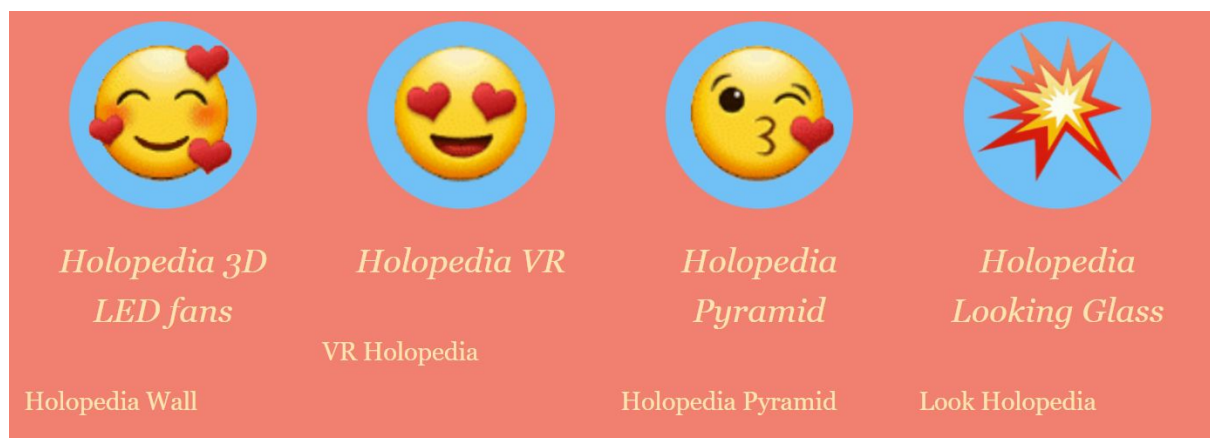 Holopedia 3D
LED fans
Holopedia Wall
Holopedia VR
VR Holopedia
Holopedia
Pyramid
Holopedia Pyramid
Holopedia
Looking Glass
Look Holopedia